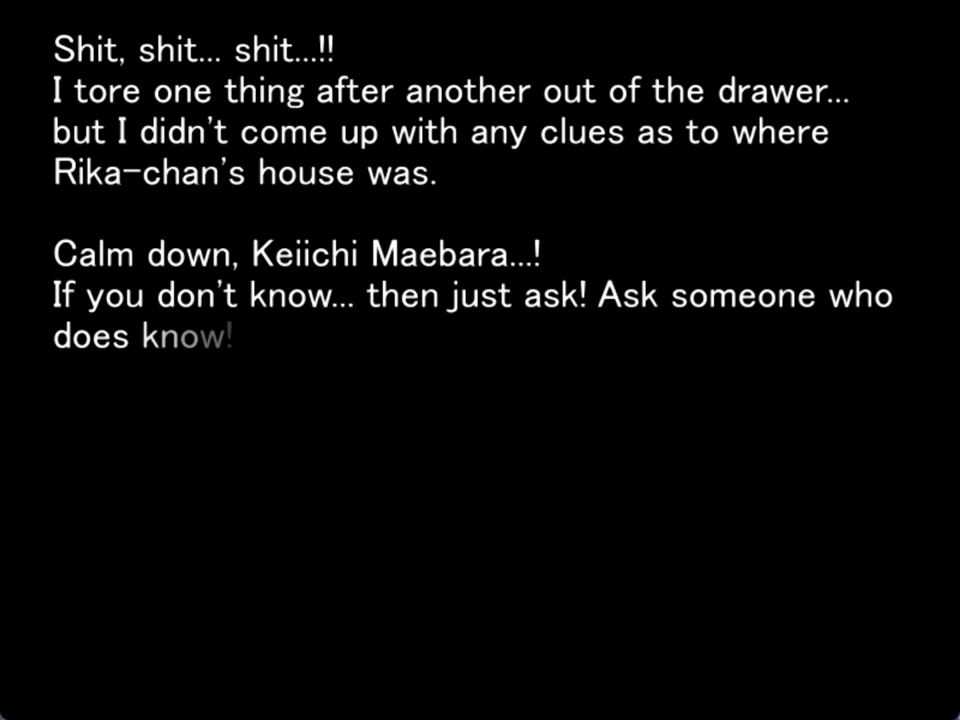 Shit, shit... shit...!!
I tore one thing after another out of the drawer...
but I didn't come up with any clues as to where
Rika-chan's house was.
Calm down, Keiichi Maebara...!
If you don't know... then just ask! Ask someone who
does know!